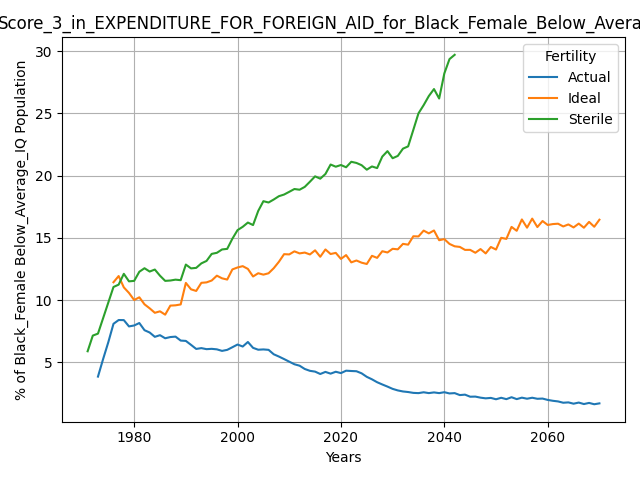 Score_3_in_EXPENDITURE_FOR_FOREIGN_AID_for_Black_Female_Below_Avera
% of Black_Female Below_Average_IQ Population
30
25
20
15
10
5
Fertility
Actual
Ideal
Sterile
1980
2000
2020
2040
2060
Years